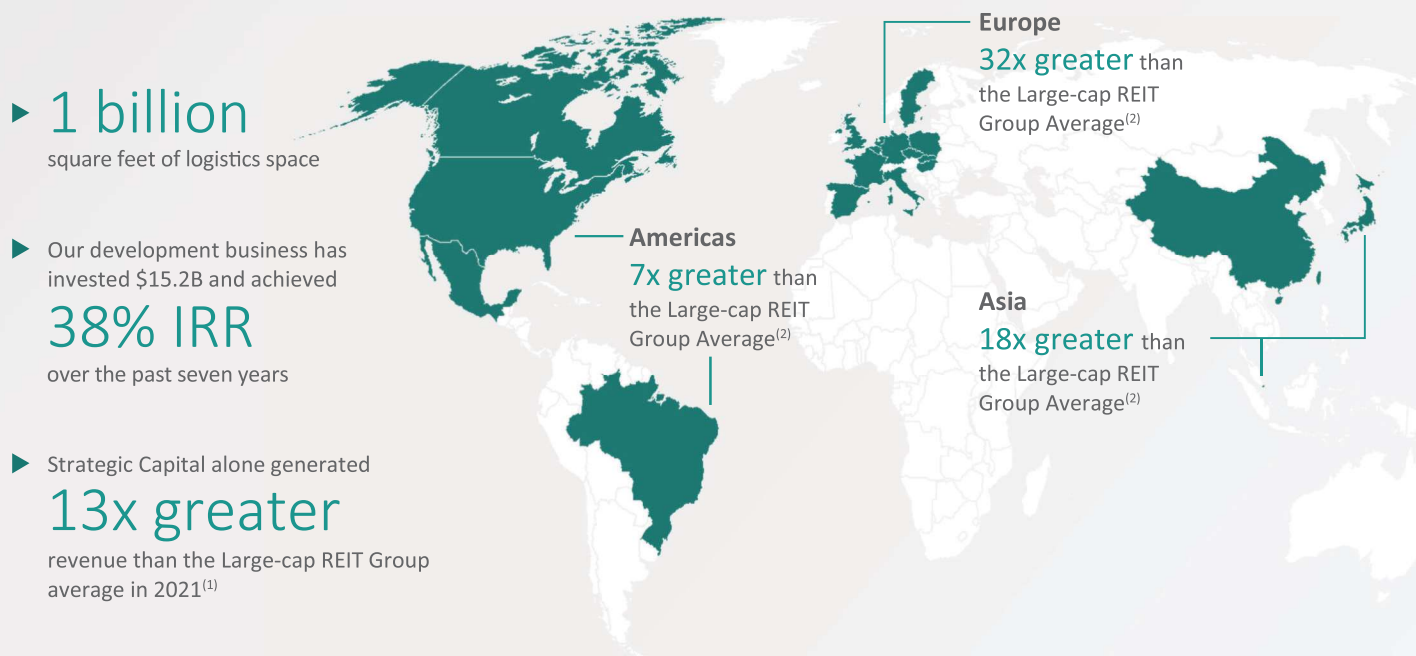 1 billion
square feet of logistics space
Our development business has
invested $15.2B and achieved
38% IRR
over the past seven years
Strategic Capital alone generated
13x greater
revenue than the Large-cap REIT Group
average in 2021(1)
Americas
7x greater than
the Large-cap REIT
Group Average(2)
Europe
32x greater than
the Large-cap REIT
Group Average(2)
Asia
18x greater than
the Large-cap REIT
Group Average(2)